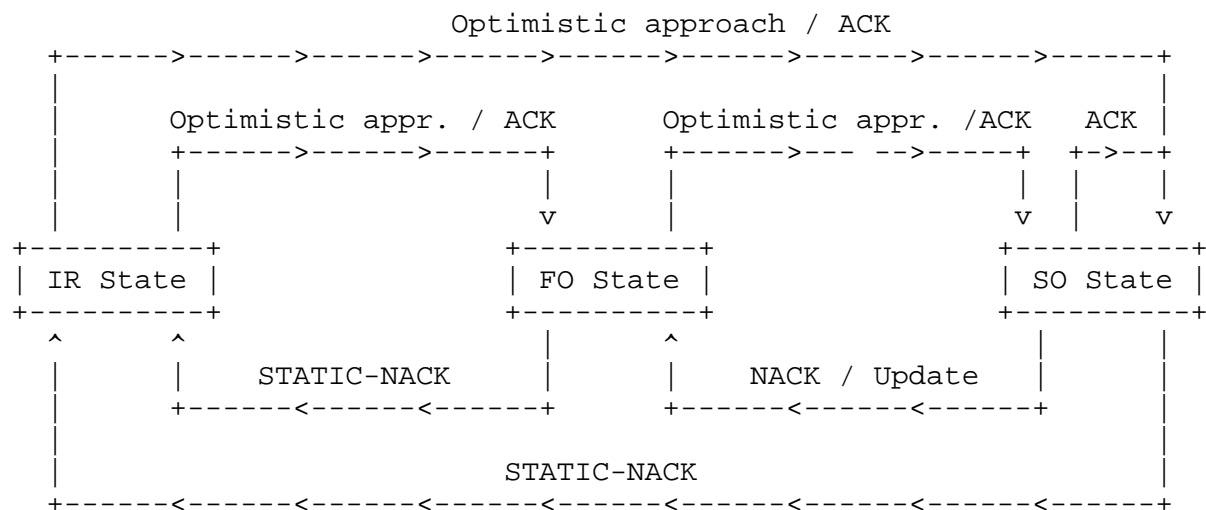 Optimistic approach / ACK
Optimistic appr. / ACK Optimistic appr. /ACK ACK
IR State FO State SO State
STATIC-NACK NACK / Update
STATIC-NACK